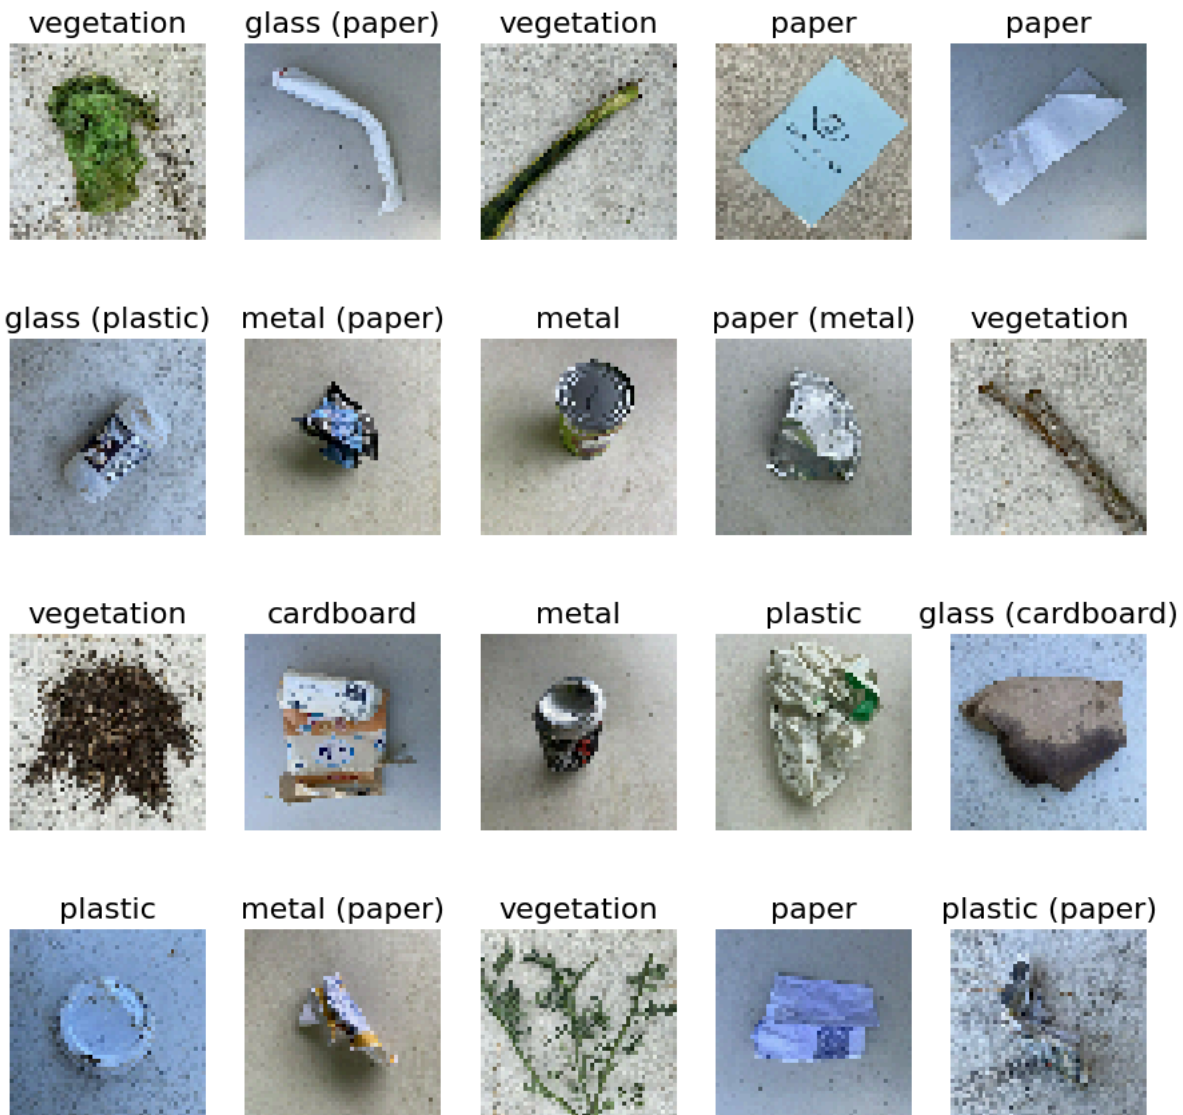 vegetation glass (paper) vegetation paper paper
glass (plastic) metal (paper) metal paper (metal) vegetation
vegetation cardboard metal plastic glass (cardboard)
plastic metal (paper) vegetation paper plastic (paper)